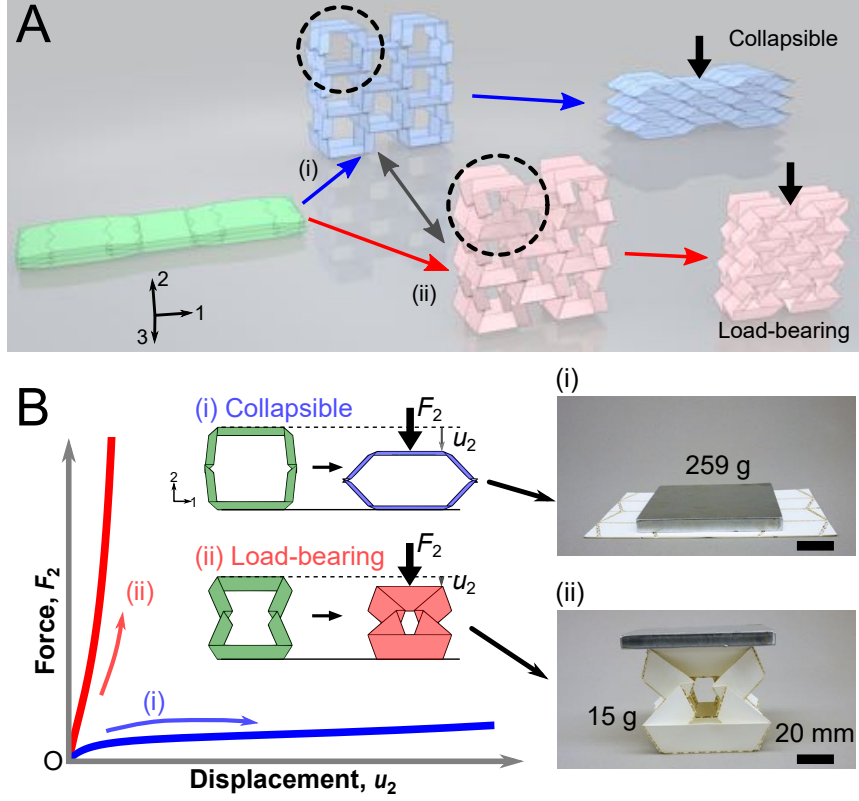 A
Collapsible
(i)
(ii)
2
1
3
Load-bearing
B
(i) Collapsible
F2
u2
2
1
(ii) Load-bearing
F2
u2
(ii)
(i)
Force, F2
O
Displacement, u2
(i)
259 g
(ii)
15 g
20 mm